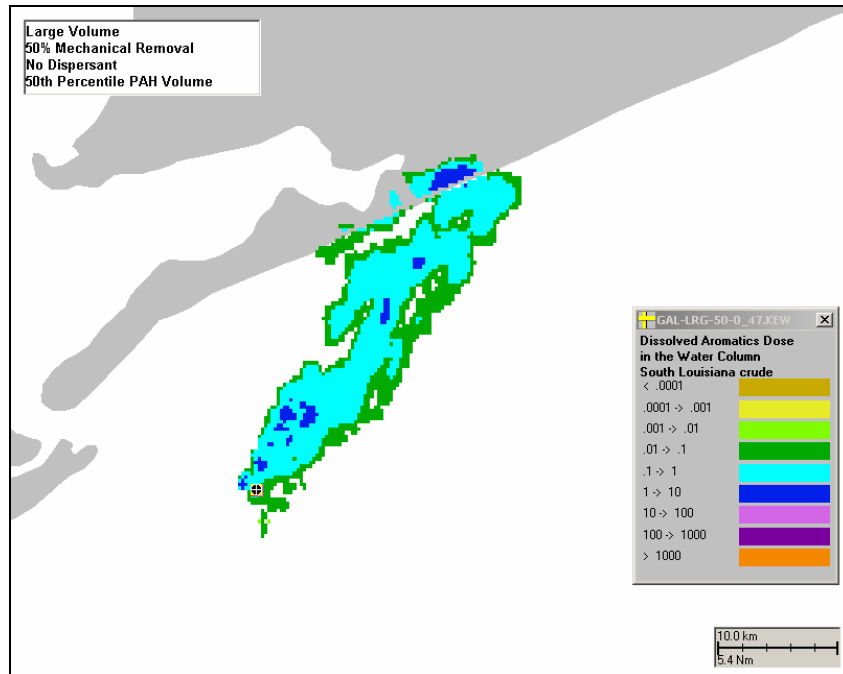 Large Volume
50% Mechanical Removal
No Dispersant
50th Percentile PAH Volume
GAL-LRG-50-0_47.KEW
Dissolved Aromatics Dose
in the Water Column
South Louisiana crude
< .0001
.0001 -> .001
.001 -> .01
.01 -> .1
.1 -> 1
1 -> 10
10 -> 100
100 -> 1000
> 1000
10.0 km
5.4 Nm